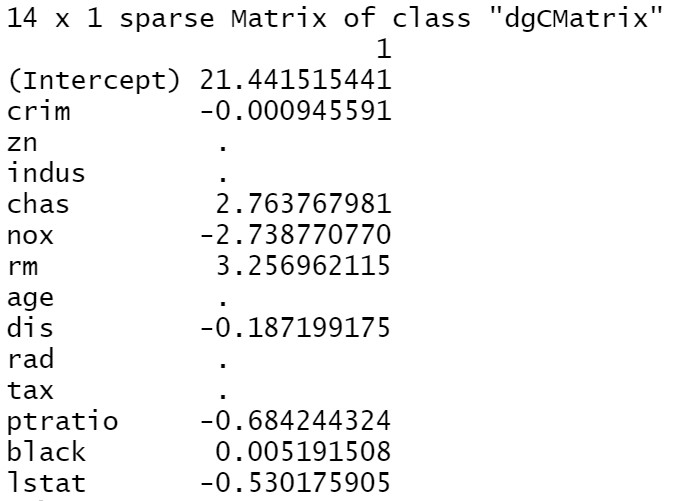 14 x 1 sparse Matrix of class "dgCMatrix"
1
(Intercept) 21.441515441
crim -0.000945591
zn .
indus .
chas 2.763767981
nox -2.738770770
rm 3.256962115
age .
dis -0.187199175
rad .
tax .
ptratio -0.684244324
black 0.005191508
lstat -0.530175905